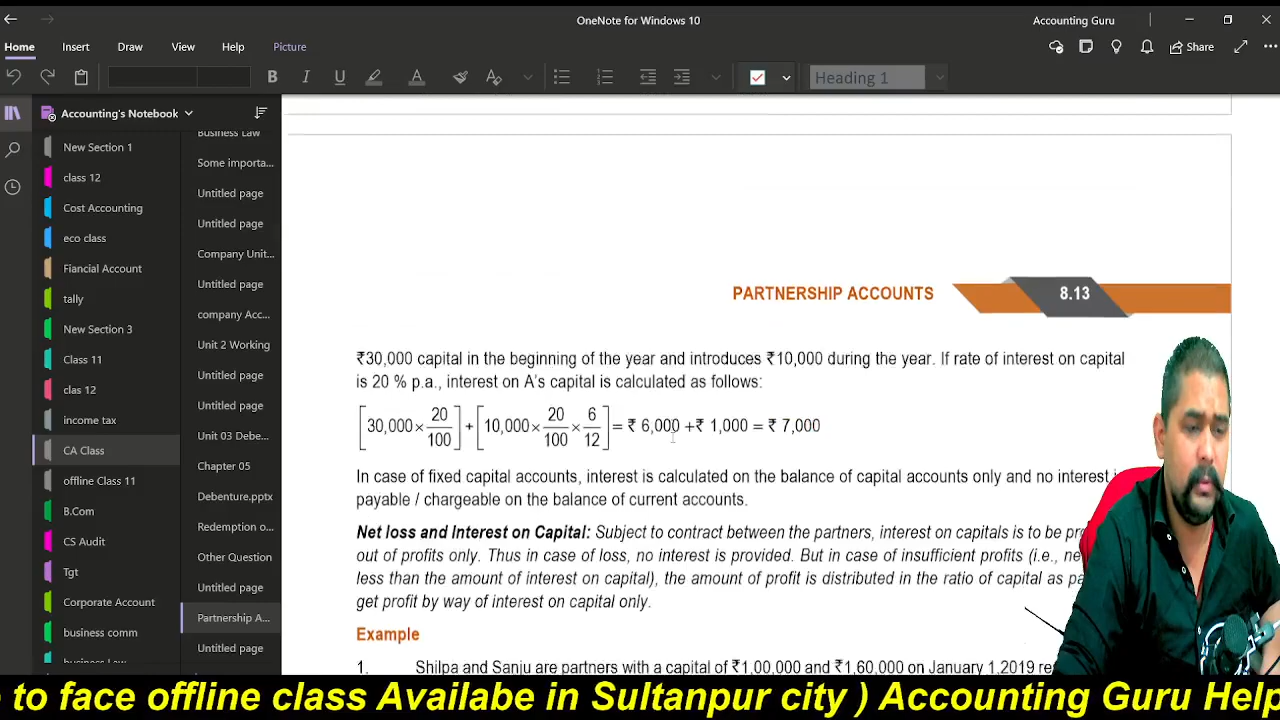 OneNote for Windows 10
Accounting Guru
Home Insert Draw View Help Picture
Share
B I U A
Heading 1
Accounting's Notebook
New Section 1
class 12
Cost Accounting
eco class
Fiancial Account
tally
New Section 3
Class 11
clas 12
income tax
CA Class
offline Class 11
B.Com
CS Audit
Tgt
Corporate Account
business comm
business Law
Business Law
Some importa...
Untitled page
Untitled page
Company Unit...
Untitled page
company Acc...
Unit 2 Working
Untitled page
Untitled page
Unit 03 Debe...
Chapter 05
Debenture.pptx
Redemption o...
Other Question
Untitled page
Partnership A...
Untitled page
PARTNERSHIP ACCOUNTS 8.13
₹30,000 capital in the beginning of the year and introduces ₹10,000 during the year. If rate of interest on capital
is 20 % p.a., interest on A's capital is calculated as follows:
[30,000 × 20/100] + [10,000 × 20/100 × 6/12] = ₹ 6,000 +₹ 1,000 = ₹ 7,000
In case of fixed capital accounts, interest is calculated on the balance of capital accounts only and no interest
payable / chargeable on the balance of current accounts.
Net loss and Interest on Capital: Subject to contract between the partners, interest on capitals is to be
out of profits only. Thus in case of loss, no interest is provided. But in case of insufficient profits (i.e.,
less than the amount of interest on capital), the amount of profit is distributed in the ratio of capital as
get profit by way of interest on capital only.
Example
1. Shilpa and Sanju are partners with a capital of ₹1,00,000 and ₹1,60,000 on January 1,2019
to face offline class Availabe in Sultanpur city ) Accounting Guru Help